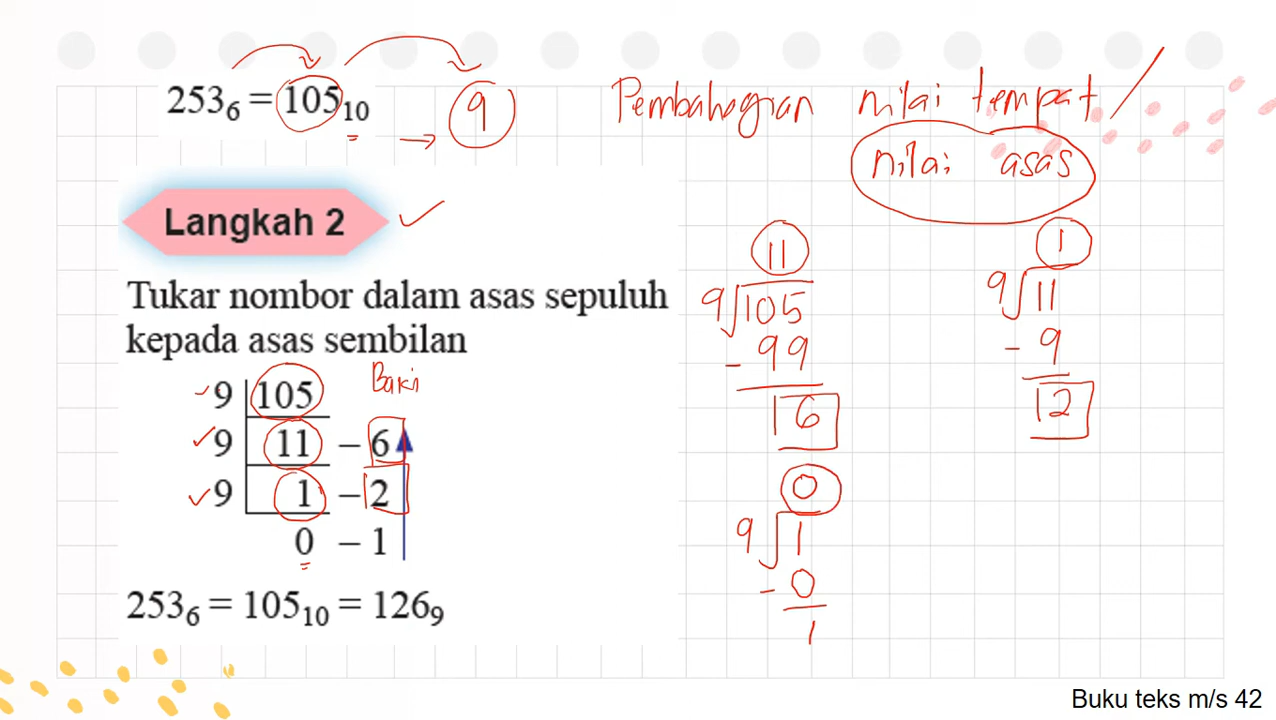 253₆ = 105₁₀ → 9
Pembahagian nilai tempat /
nilai asas
Langkah 2 ✓
Tukar nombor dalam asas sepuluh
kepada asas sembilan
Baki
✓ 9 | 105
✓ 9 | 11 – 6
✓ 9 | 1 – 2
0 – 1
253₆ = 105₁₀ = 126₉
11
9 √105
- 99
6
0
9 √1
- 0
1
1
9 √11
- 9
2
Buku teks m/s 42